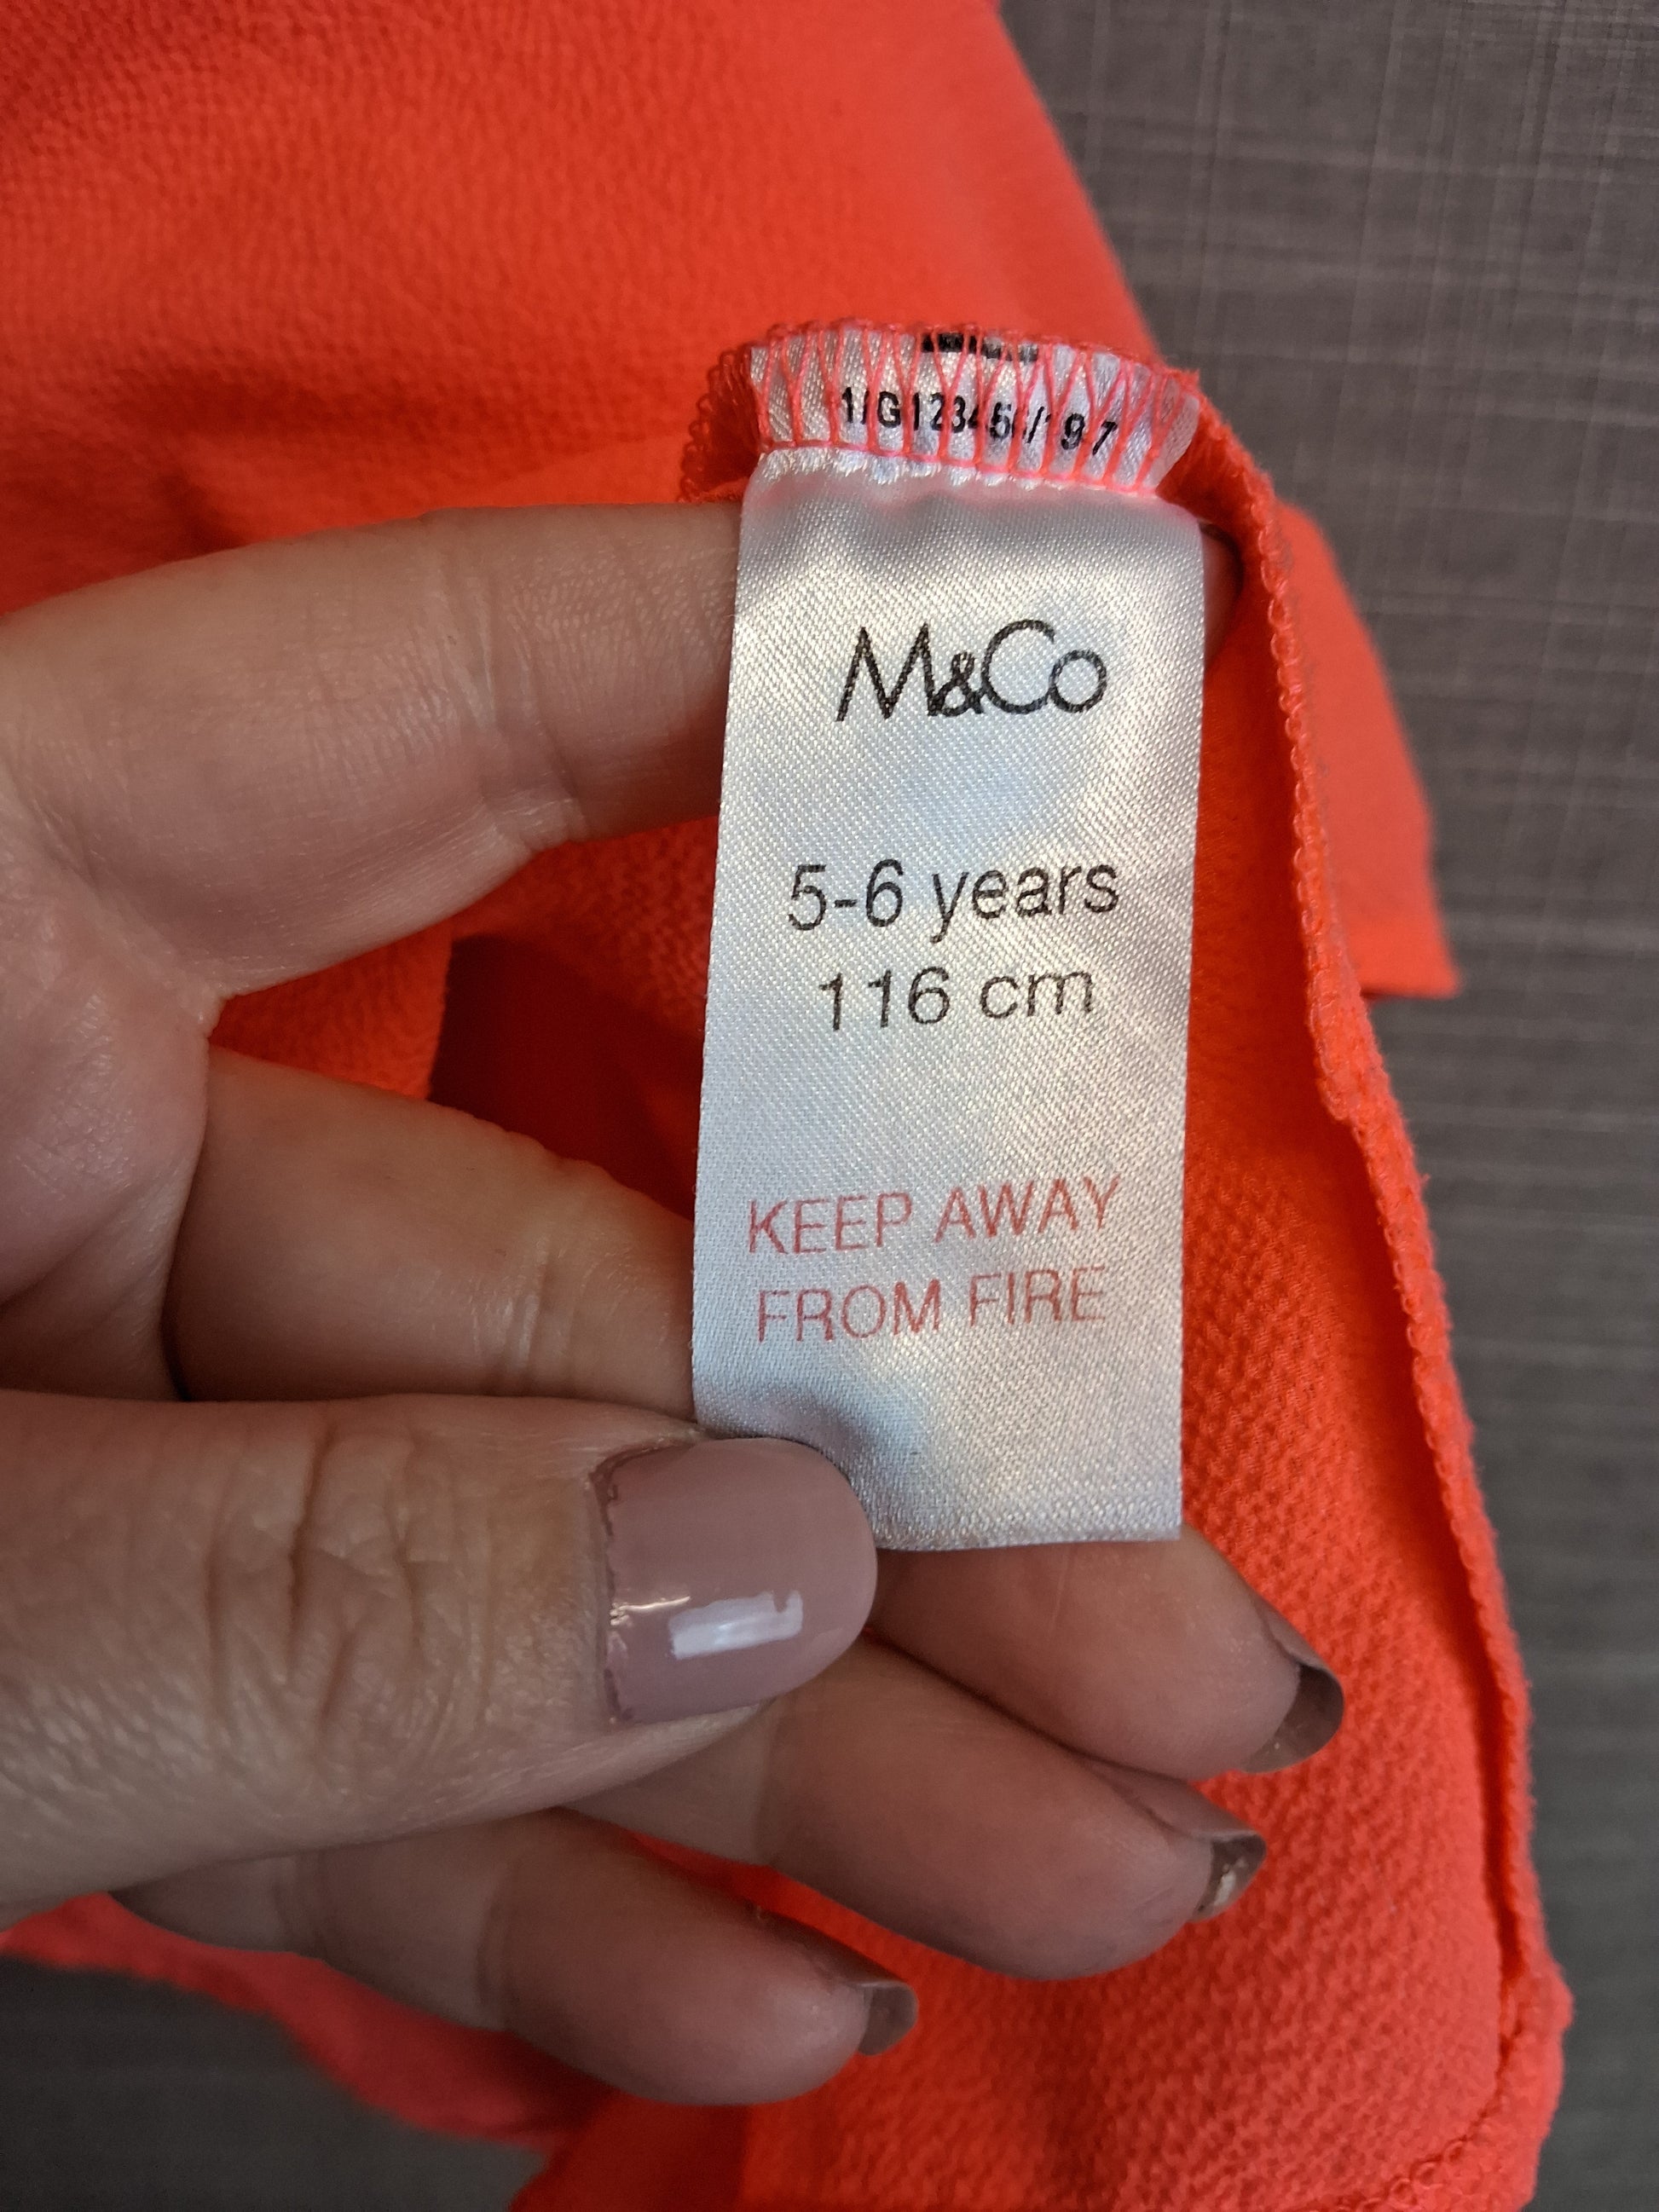 M&Co
5-6 years
116 cm
KEEP AWAY
FROM FIRE